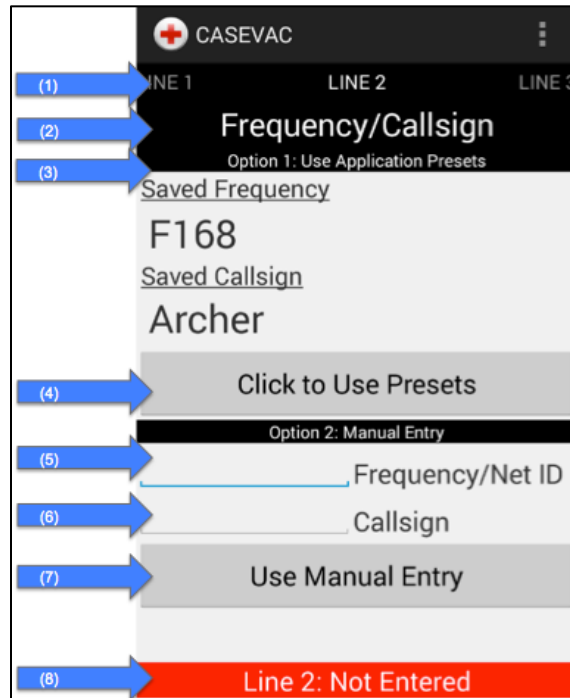 CASEVAC
(1) INE 1 LINE 2 LINE 3
(2) Frequency/Callsign
(3) Option 1: Use Application Presets
Saved Frequency
F168
Saved Callsign
Archer
(4) Click to Use Presets
Option 2: Manual Entry
(5) Frequency/Net ID
(6) Callsign
(7) Use Manual Entry
(8) Line 2: Not Entered